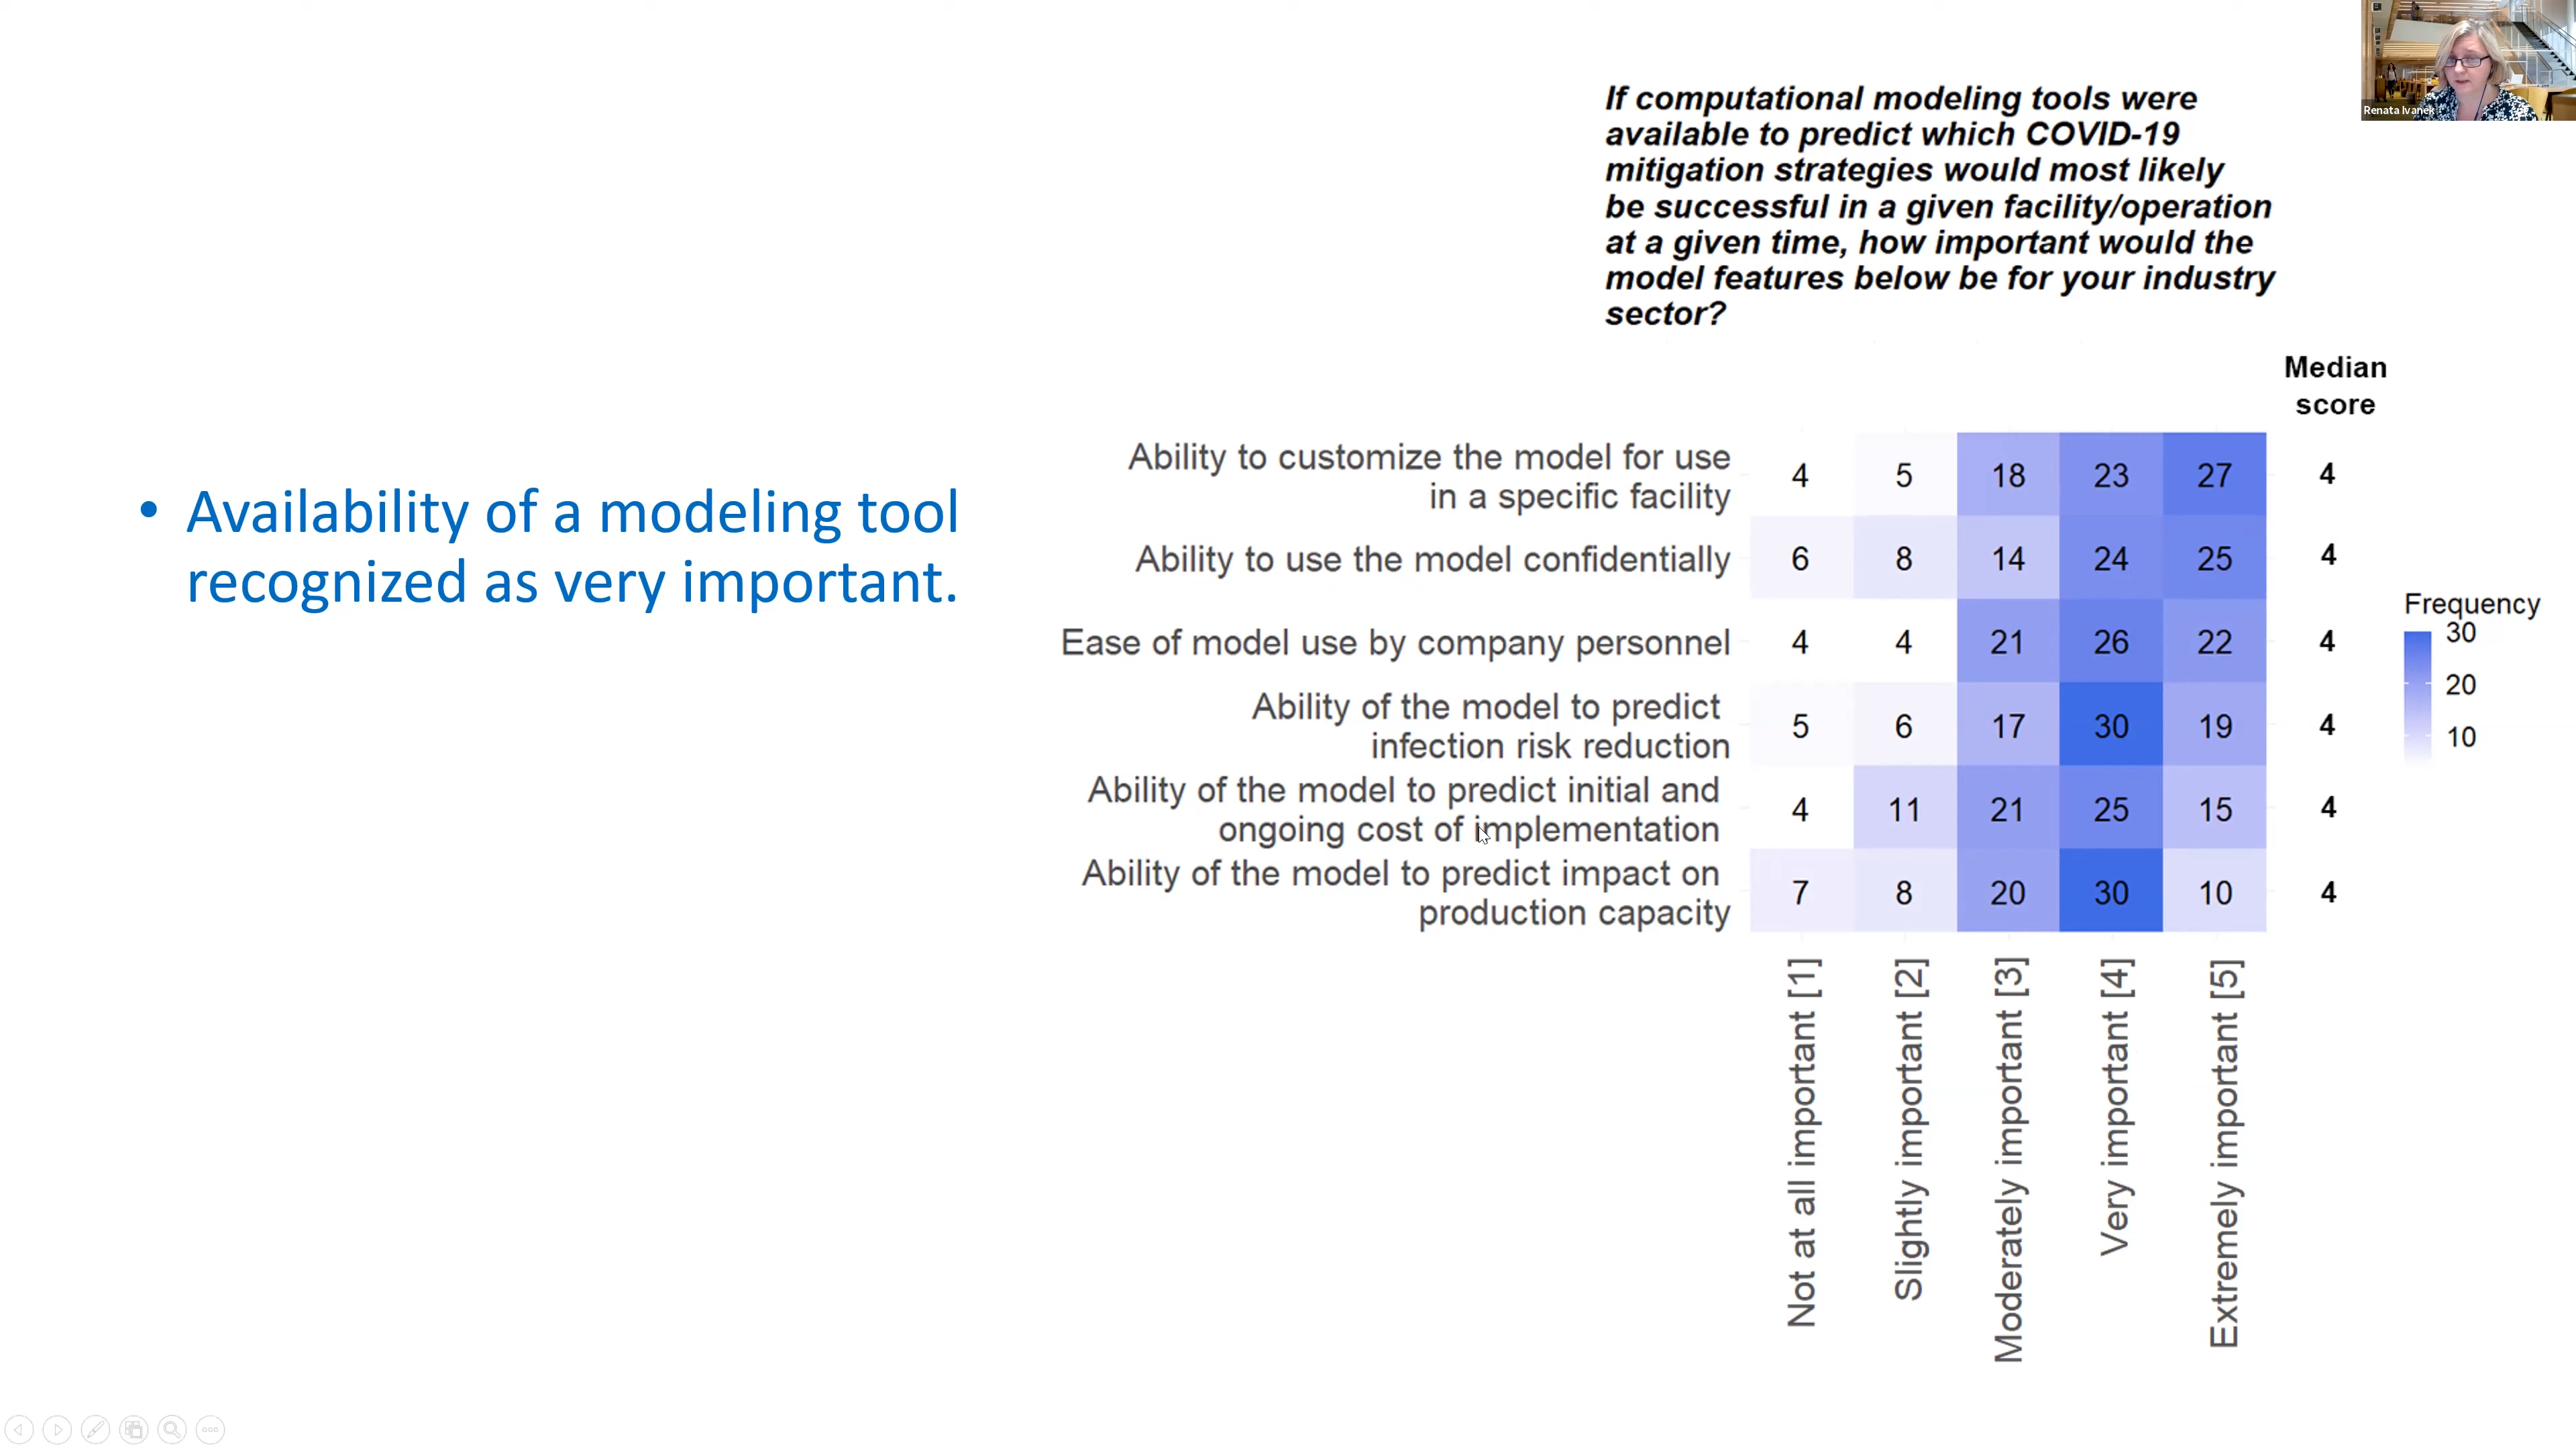 Renata Ivanek
If computational modeling tools were
available to predict which COVID-19
mitigation strategies would most likely
be successful in a given facility/operation
at a given time, how important would the
model features below be for your industry
sector?
• Availability of a modeling tool
recognized as very important.
Median
score
Ability to customize the model for use
in a specific facility
4 5 18 23 27 4
Ability to use the model confidentially
6 8 14 24 25 4
Ease of model use by company personnel
4 4 21 26 22 4
Ability of the model to predict
infection risk reduction
5 6 17 30 19 4
Ability of the model to predict initial and
ongoing cost of implementation
4 11 21 25 15 4
Ability of the model to predict impact on
production capacity
7 8 20 30 10 4
Not at all important [1]
Slightly important [2]
Moderately important [3]
Very important [4]
Extremely important [5]
Frequency
30
20
10